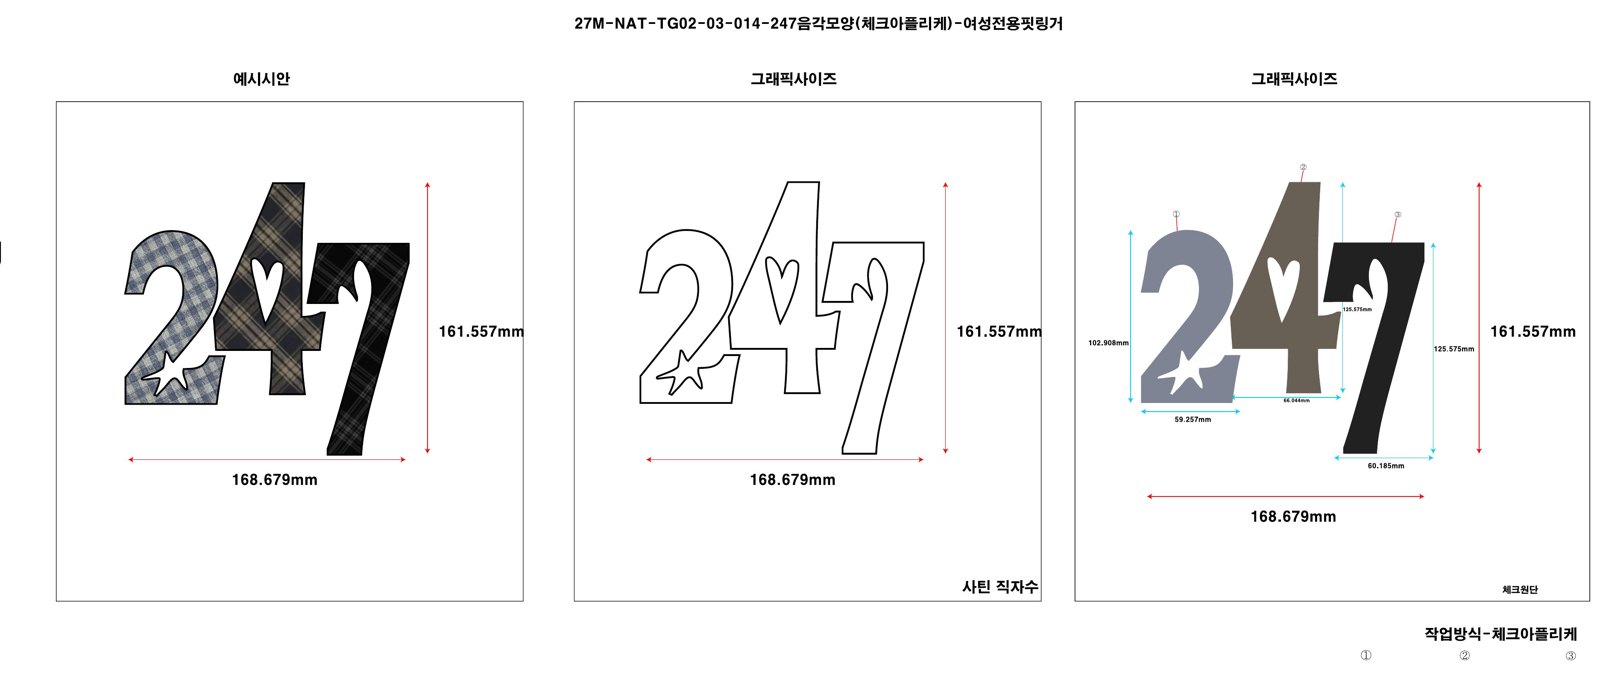 27M-NAT-TG02-03-014-247음각모양(체크아플리케)-여성전용핏링거
예시시안
그래픽사이즈
그래픽사이즈
247
161.557mm
168.679mm
247
161.557mm
168.679mm
사틴 직자수
①
②
③
247
102.908mm
59.257mm
125.575mm
66.044mm
125.575mm
60.185mm
161.557mm
168.679mm
체크원단
작업방식-체크아플리케
① ② ③